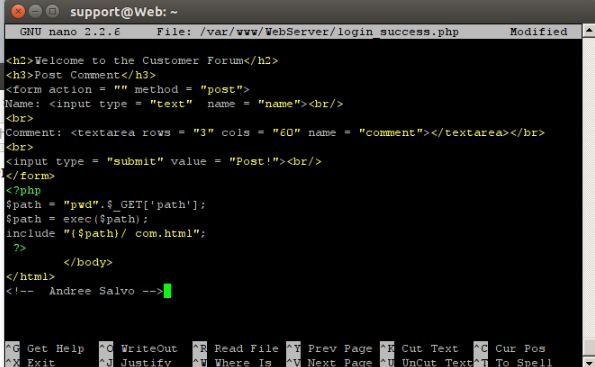 support@Web: ~
GNU nano 2.2.6 File: /var/www/WebServer/login_success.php Modified
<h2>Welcome to the Customer Forum</h2>
<h3>Post Comment</h3>
<form action = "" method = "post">
Name: <input type = "text"  name = "name"><br/>
<br>
Comment: <textarea rows = "3" cols = "60" name = "comment"></textarea></br>
<br>
<input type = "submit" value = "Post!"><br/>
</form>
<?php
$path = "pwd".$_GET['path'];
$path = exec($path);
include "{$path}/ com.html";
?>
</body>
</html>
<!--  Andree Salvo -->
^G Get Help ^O WriteOut ^R Read File ^Y Prev Page ^K Cut Text ^C Cur Pos
^X Exit ^J Justify ^W Where Is ^V Next Page ^U UnCut Text ^T To Spell